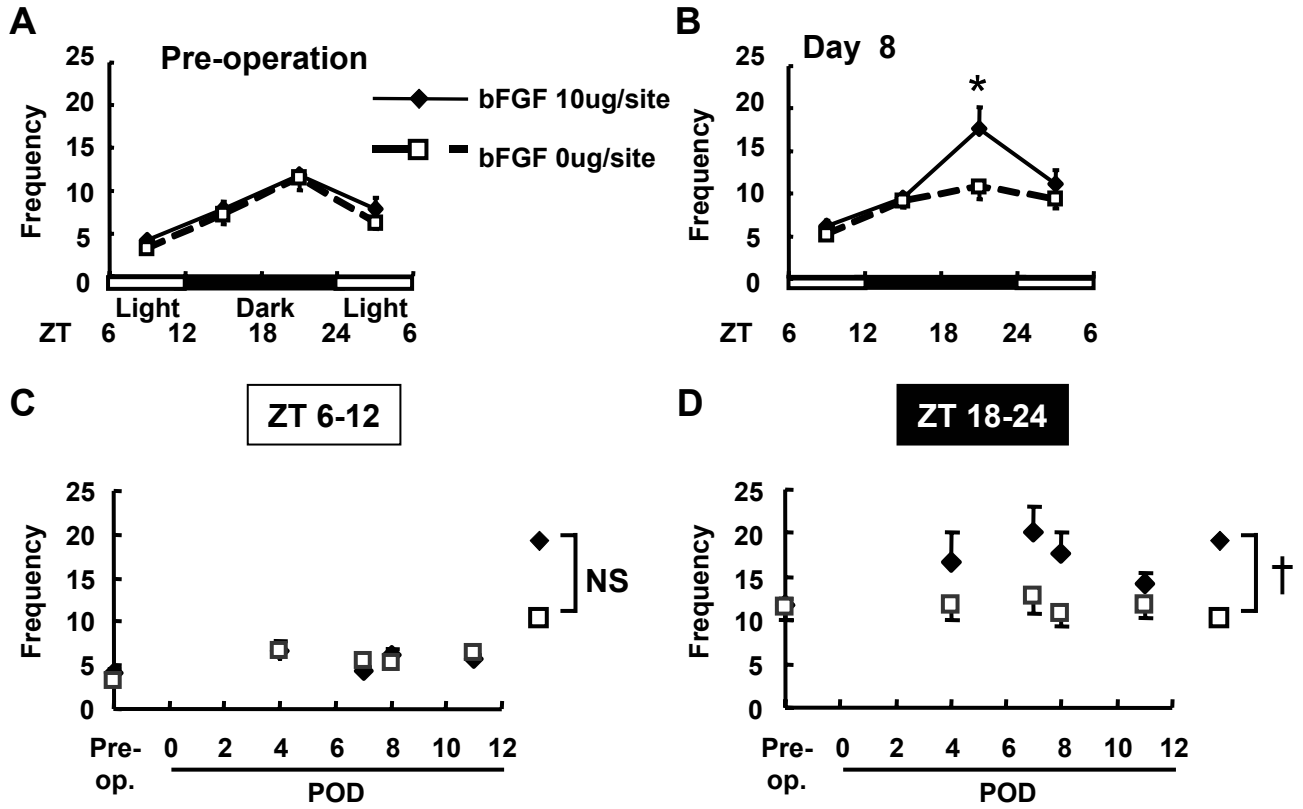 A
Pre-operation
Frequency
25
20
15
10
5
0
bFGF 10ug/site
bFGF 0ug/site
Light Dark Light
ZT 6 12 18 24 6
B
Day 8
Frequency
25
20
15
10
5
0
*
ZT 6 12 18 24 6
C
ZT 6-12
Frequency
25
20
15
10
5
0
NS
Pre-op. 0 2 4 6 8 10 12
POD
D
ZT 18-24
Frequency
25
20
15
10
5
0
†
Pre-op. 0 2 4 6 8 10 12
POD